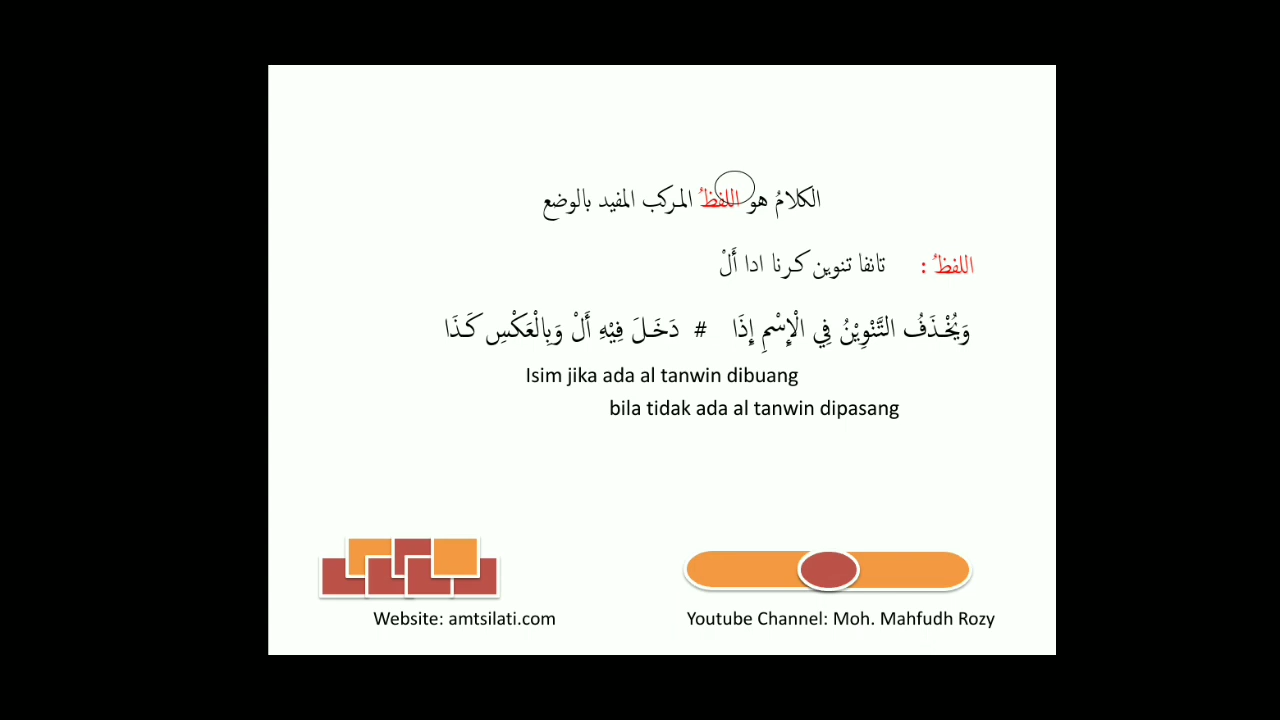 الكلامُ هو اللفظُ المركب المفيد بالوضع
اللفظُ : تانفا تنوين كرنا ادا أَلْ
وَيُخْذَفُ التَّنْوِيْنُ فِي الْإِسْمِ إِذَا # دَخَلَ فِيْهِ أَلْ وَبِالْعَكْسِ كَذَا
Isim jika ada al tanwin dibuang
bila tidak ada al tanwin dipasang
Website: amtsilati.com
Youtube Channel: Moh. Mahfudh Rozy